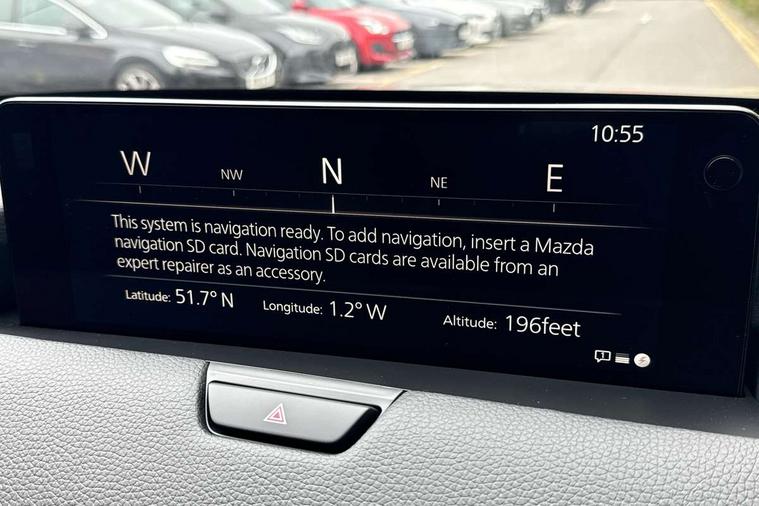 10:55
W NW N NE E
This system is navigation ready. To add navigation, insert a Mazda
navigation SD card. Navigation SD cards are available from an
expert repairer as an accessory.
Latitude: 51.7° N Longitude: 1.2° W Altitude: 196feet